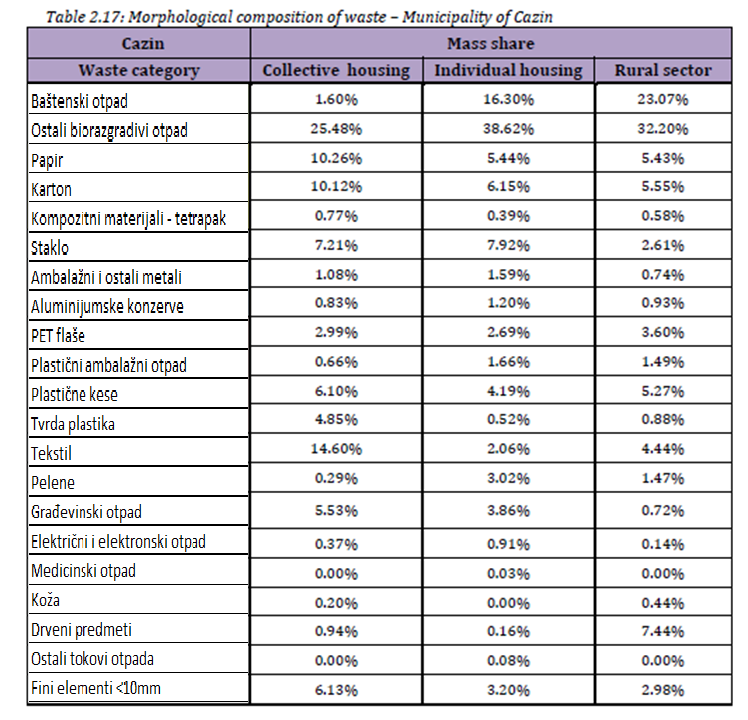 Table 2.17: Morphological composition of waste – Municipality of Cazin
Cazin Mass share
Waste category Collective housing Individual housing Rural sector
Baštenski otpad 1.60% 16.30% 23.07%
Ostali biorazgradivi otpad 25.48% 38.62% 32.20%
Papir 10.26% 5.44% 5.43%
Karton 10.12% 6.15% 5.55%
Kompozitni materijali - tetrapak 0.77% 0.39% 0.58%
Staklo 7.21% 7.92% 2.61%
Ambalažni i ostali metali 1.08% 1.59% 0.74%
Aluminijumske konzerve 0.83% 1.20% 0.93%
PET flaše 2.99% 2.69% 3.60%
Plastični ambalažni otpad 0.66% 1.66% 1.49%
Plastične kese 6.10% 4.19% 5.27%
Tvrda plastika 4.85% 0.52% 0.88%
Tekstil 14.60% 2.06% 4.44%
Pelene 0.29% 3.02% 1.47%
Građevinski otpad 5.53% 3.86% 0.72%
Električni i elektronski otpad 0.37% 0.91% 0.14%
Medicinski otpad 0.00% 0.03% 0.00%
Koža 0.20% 0.00% 0.44%
Drveni predmeti 0.94% 0.16% 7.44%
Ostali tokovi otpada 0.00% 0.08% 0.00%
Fini elementi <10mm 6.13% 3.20% 2.98%